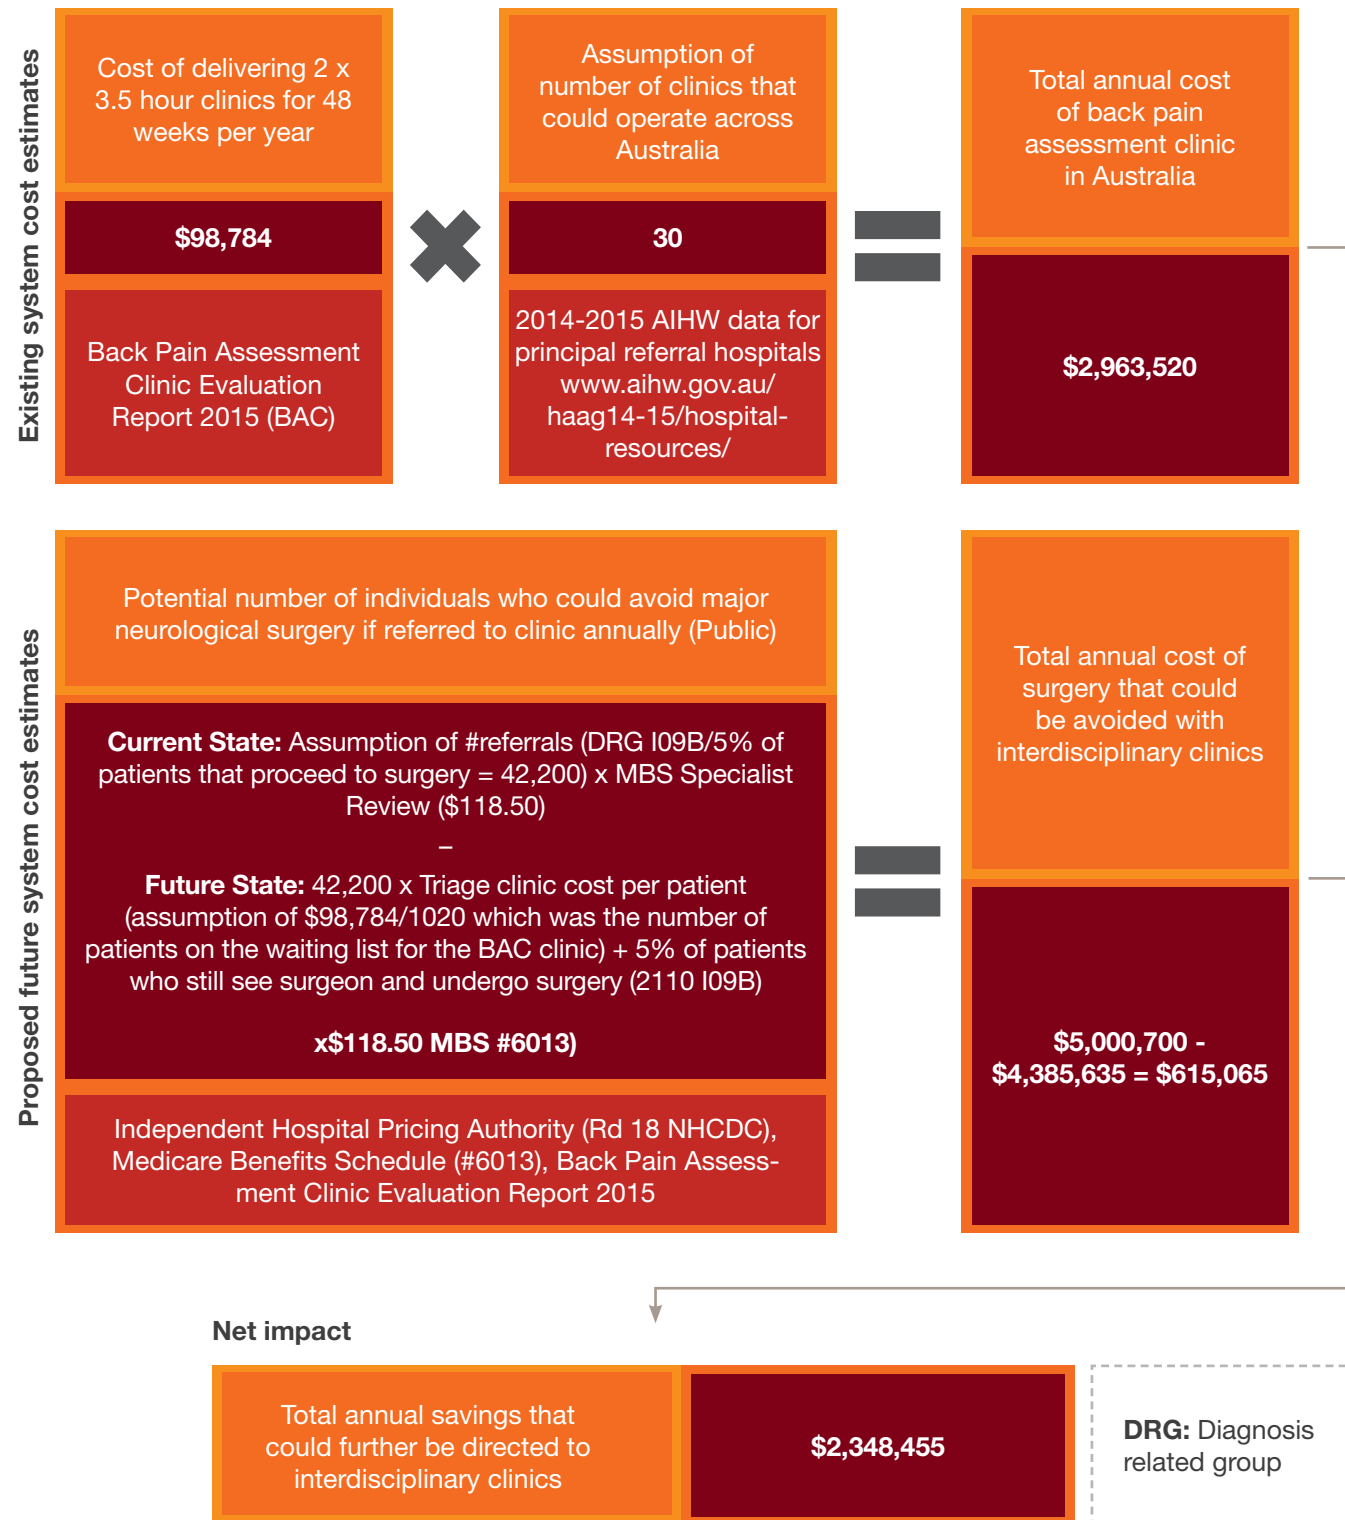 Existing system cost estimates
Cost of delivering 2 x
3.5 hour clinics for 48
weeks per year
$98,784
Back Pain Assessment
Clinic Evaluation
Report 2015 (BAC)
Assumption of
number of clinics that
could operate across
Australia
30
2014-2015 AIHW data for
principal referral hospitals
www.aihw.gov.au/
haag14-15/hospital-
resources/
Total annual cost
of back pain
assessment clinic
in Australia
$2,963,520
Proposed future system cost estimates
Potential number of individuals who could avoid major
neurological surgery if referred to clinic annually (Public)
Current State: Assumption of #referrals (DRG I09B/5% of
patients that proceed to surgery = 42,200) x MBS Specialist
Review ($118.50)
–
Future State: 42,200 x Triage clinic cost per patient
(assumption of $98,784/1020 which was the number of
patients on the waiting list for the BAC clinic) + 5% of patients
who still see surgeon and undergo surgery (2110 I09B)
x$118.50 MBS #6013)
Independent Hospital Pricing Authority (Rd 18 NHCDC),
Medicare Benefits Schedule (#6013), Back Pain Assess-
ment Clinic Evaluation Report 2015
Total annual cost of
surgery that could
be avoided with
interdisciplinary clinics
$5,000,700 -
$4,385,635 = $615,065
Net impact
Total annual savings that
could further be directed to
interdisciplinary clinics
$2,348,455
DRG: Diagnosis
related group